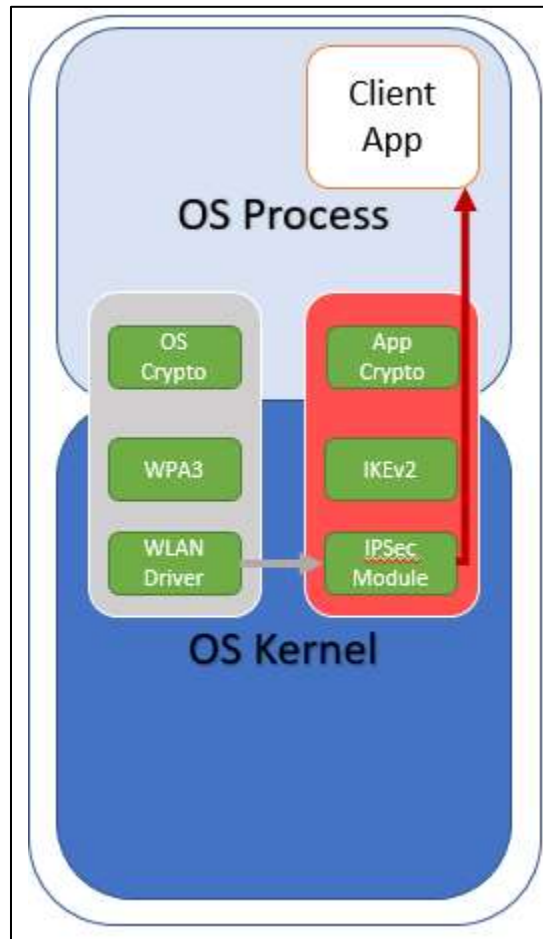 Client
App
OS Process
OS
Crypto
App
Crypto
WPA3
IKEv2
WLAN
Driver
IPSec
Module
OS Kernel